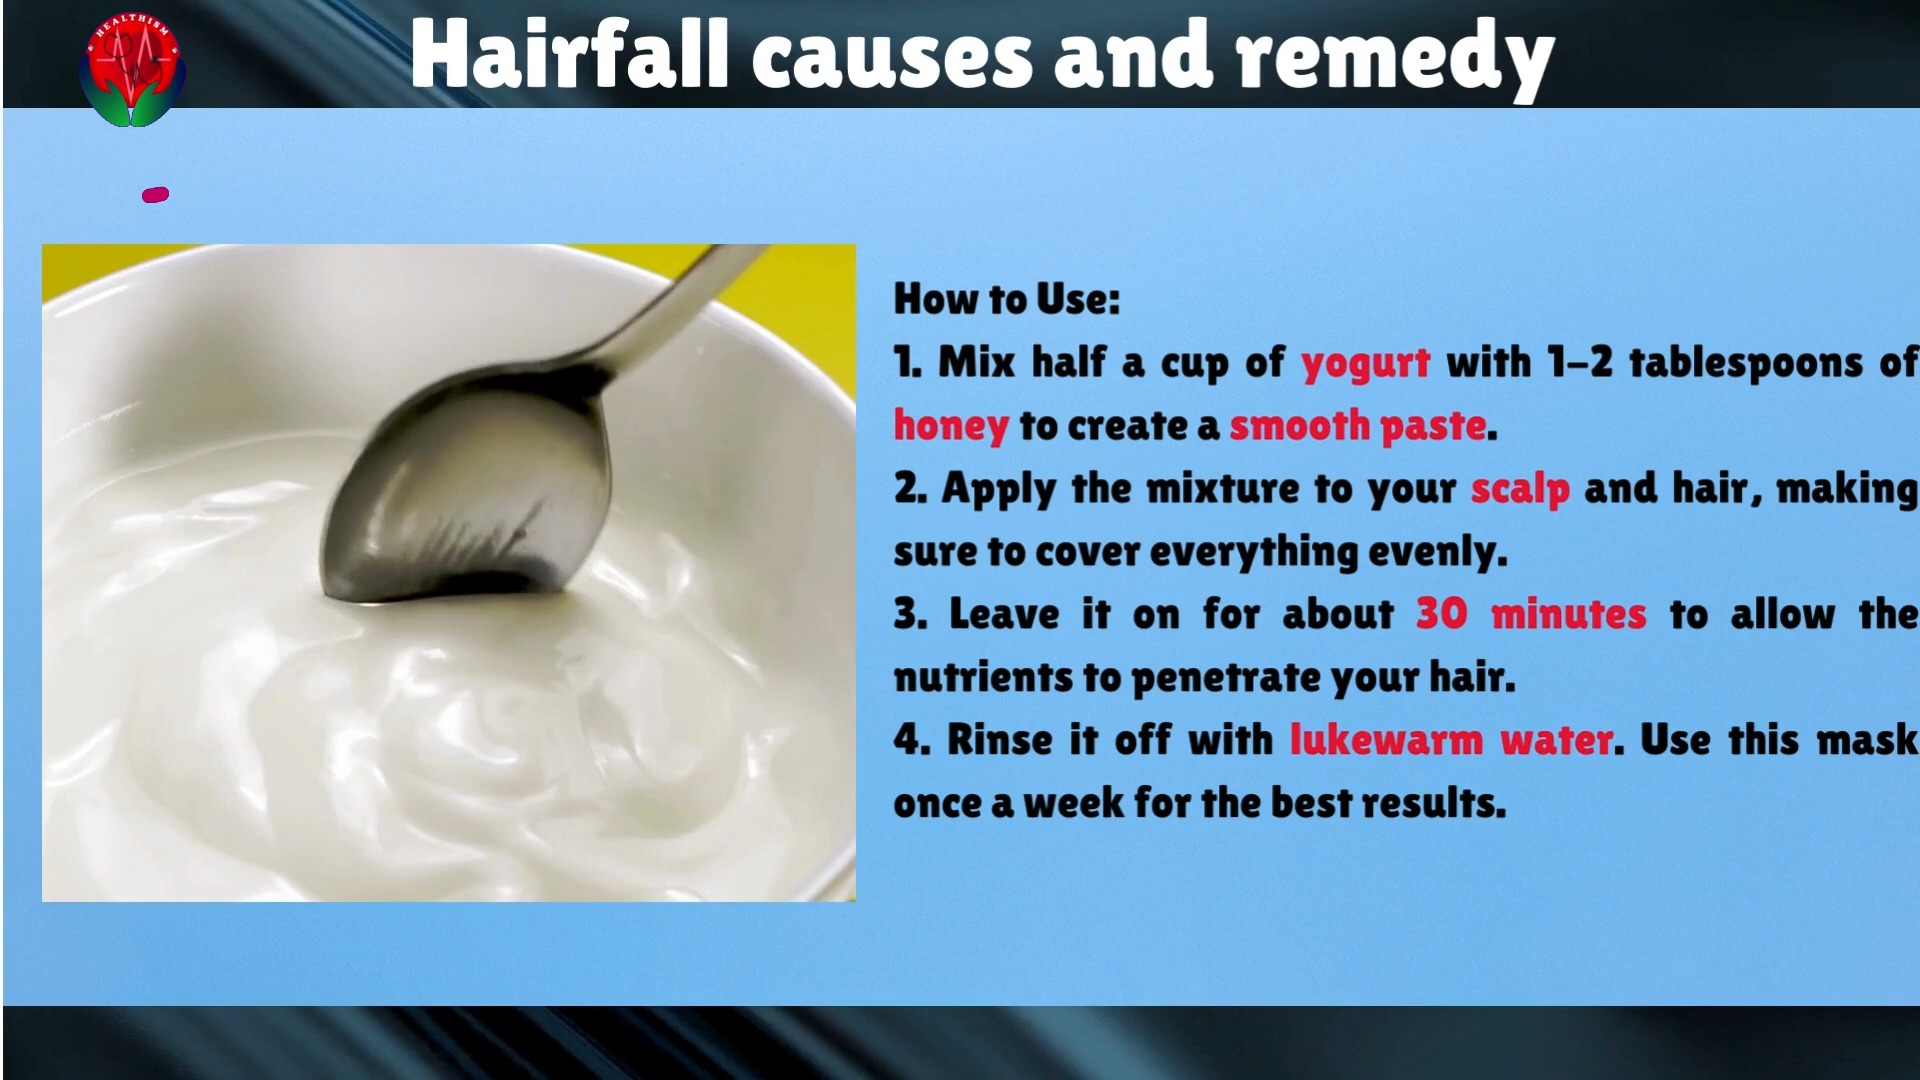 HEALTHISM
Hairfall causes and remedy
How to Use:
1. Mix half a cup of yogurt with 1–2 tablespoons of
honey to create a smooth paste.
2. Apply the mixture to your scalp and hair, making
sure to cover everything evenly.
3. Leave it on for about 30 minutes to allow the
nutrients to penetrate your hair.
4. Rinse it off with lukewarm water. Use this mask
once a week for the best results.